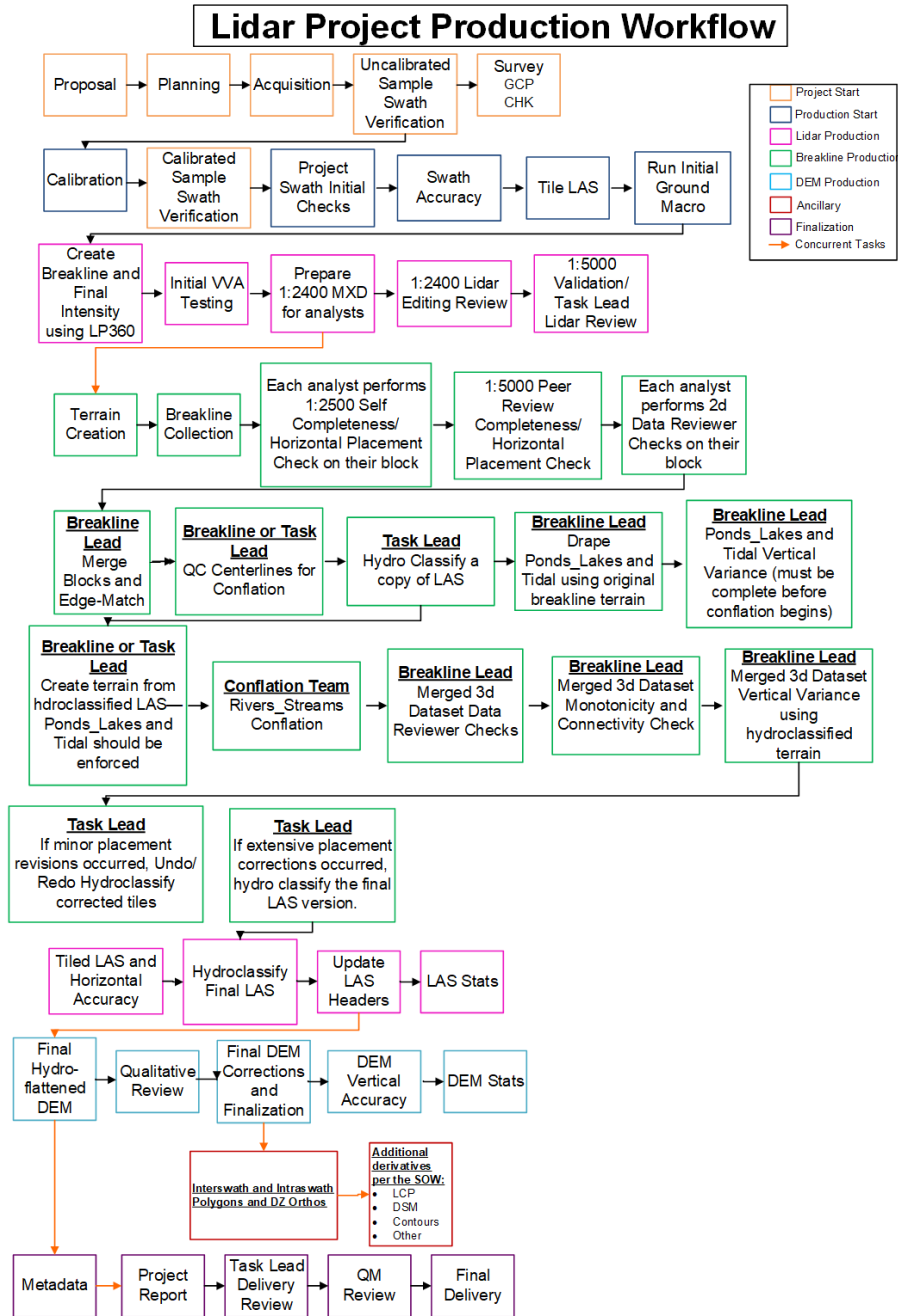 Lidar Project Production Workflow
Proposal
Planning
Acquisition
Uncalibrated
Sample
Swath
Verification
Survey
GCP
CHK
Project Start
Production Start
Lidar Production
Breakline Production
DEM Production
Ancillary
Finalization
Concurrent Tasks
Calibration
Calibrated
Sample
Swath
Verification
Project
Swath Initial
Checks
Swath
Accuracy
Tile LAS
Run Initial
Ground
Macro
Create
Breakline and
Final
Intensity
using LP360
Initial VVA
Testing
Prepare
1:2400 MXD
for analysts
1:2400 Lidar
Editing Review
1:5000
Validation/
Task Lead
Lidar Review
Terrain
Creation
Breakline
Collection
Each analyst performs
1:2500 Self
Completeness/
Horizontal Placement
Check on their block
1:5000 Peer
Review
Completeness/
Horizontal
Placement Check
Each analyst
performs 2d
Data Reviewer
Checks on their
block
Breakline
Lead
Merge
Blocks and
Edge-Match
Breakline or Task
Lead
QC Centerlines for
Conflation
Task Lead
Hydro Classify a
copy of LAS
Breakline Lead
Drape
Ponds_Lakes and
Tidal using original
breakline terrain
Breakline Lead
Ponds_Lakes and
Tidal Vertical
Variance (must be
complete before
conflation begins)
Breakline or Task
Lead
Create terrain from
hdroclassified LAS—
Ponds_Lakes and
Tidal should be
enforced
Conflation Team
Rivers_Streams
Conflation
Breakline Lead
Merged 3d
Dataset Data
Reviewer Checks
Breakline Lead
Merged 3d Dataset
Monotonicity and
Connectivity Check
Breakline Lead
Merged 3d Dataset
Vertical Variance
using
hydroclassified
terrain
Task Lead
If minor placement
revisions occurred, Undo/
Redo Hydroclassify
corrected tiles
Task Lead
If extensive placement
corrections occurred,
hydro classify the final
LAS version.
Tiled LAS and
Horizontal
Accuracy
Hydroclassify
Final LAS
Update
LAS
Headers
LAS Stats
Final
Hydro-
flattened
DEM
Qualitative
Review
Final DEM
Corrections
and
Finalization
DEM
Vertical
Accuracy
DEM Stats
Interswath and Intraswath
Polygons and DZ Orthos
Additional
derivatives
per the SOW:
• LCP
• DSM
• Contours
• Other
Metadata
Project
Report
Task Lead
Delivery
Review
QM
Review
Final
Delivery